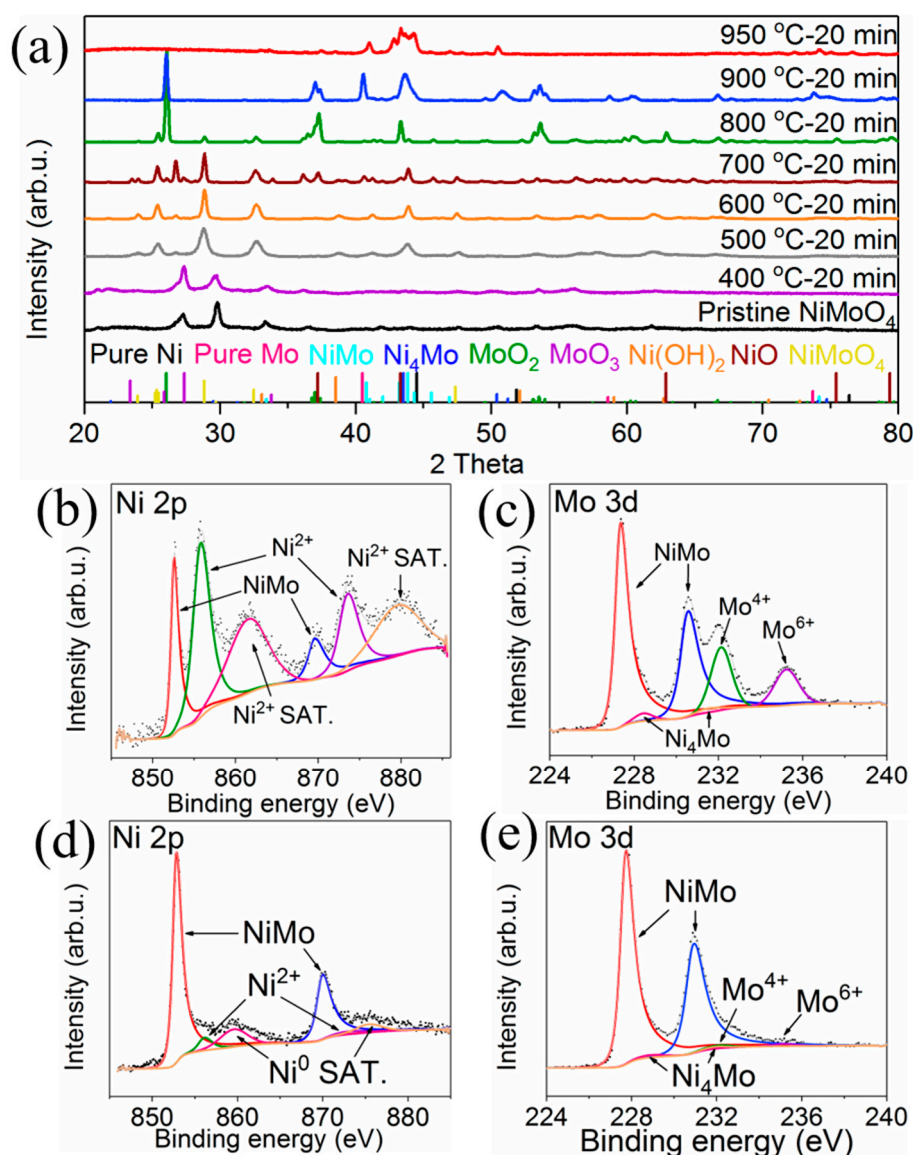 (a)
950 °C-20 min
900 °C-20 min
800 °C-20 min
700 °C-20 min
600 °C-20 min
500 °C-20 min
400 °C-20 min
Pristine NiMoO4
Pure Ni Pure Mo NiMo Ni4Mo MoO2 MoO3 Ni(OH)2 NiO NiMoO4
Intensity (arb.u.)
20 30 40 50 60 70 80
2 Theta
(b) Ni 2p
Ni2+
Ni2+ SAT.
NiMo
Ni2+ SAT.
Intensity (arb.u.)
850 860 870 880
Binding energy (eV)
(c) Mo 3d
NiMo
Mo4+
Mo6+
Ni4Mo
Intensity (arb.u.)
224 228 232 236 240
Binding energy (eV)
(d) Ni 2p
NiMo
Ni2+
Ni0 SAT.
Intensity (arb.u.)
850 860 870 880
Binding energy (eV)
(e) Mo 3d
NiMo
Mo4+
Mo6+
Ni4Mo
Intensity (arb.u.)
224 228 232 236 240
Binding energy (eV)